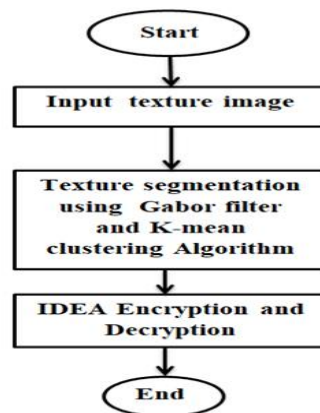 Start
Input texture image
Texture segmentation
using Gabor filter
and K-mean
clustering Algorithm
IDEA Encryption and
Decryption
End